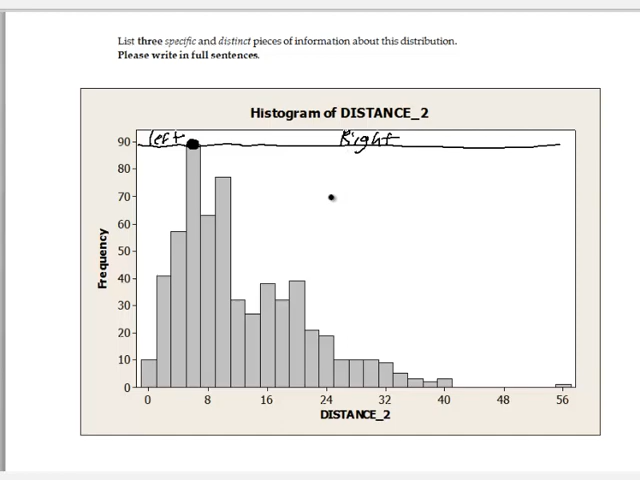 List three specific and distinct pieces of information about this distribution.
Please write in full sentences.
Histogram of DISTANCE_2
left Right
90
80
70
60
50
40
30
20
10
0
Frequency
0 8 16 24 32 40 48 56
DISTANCE_2